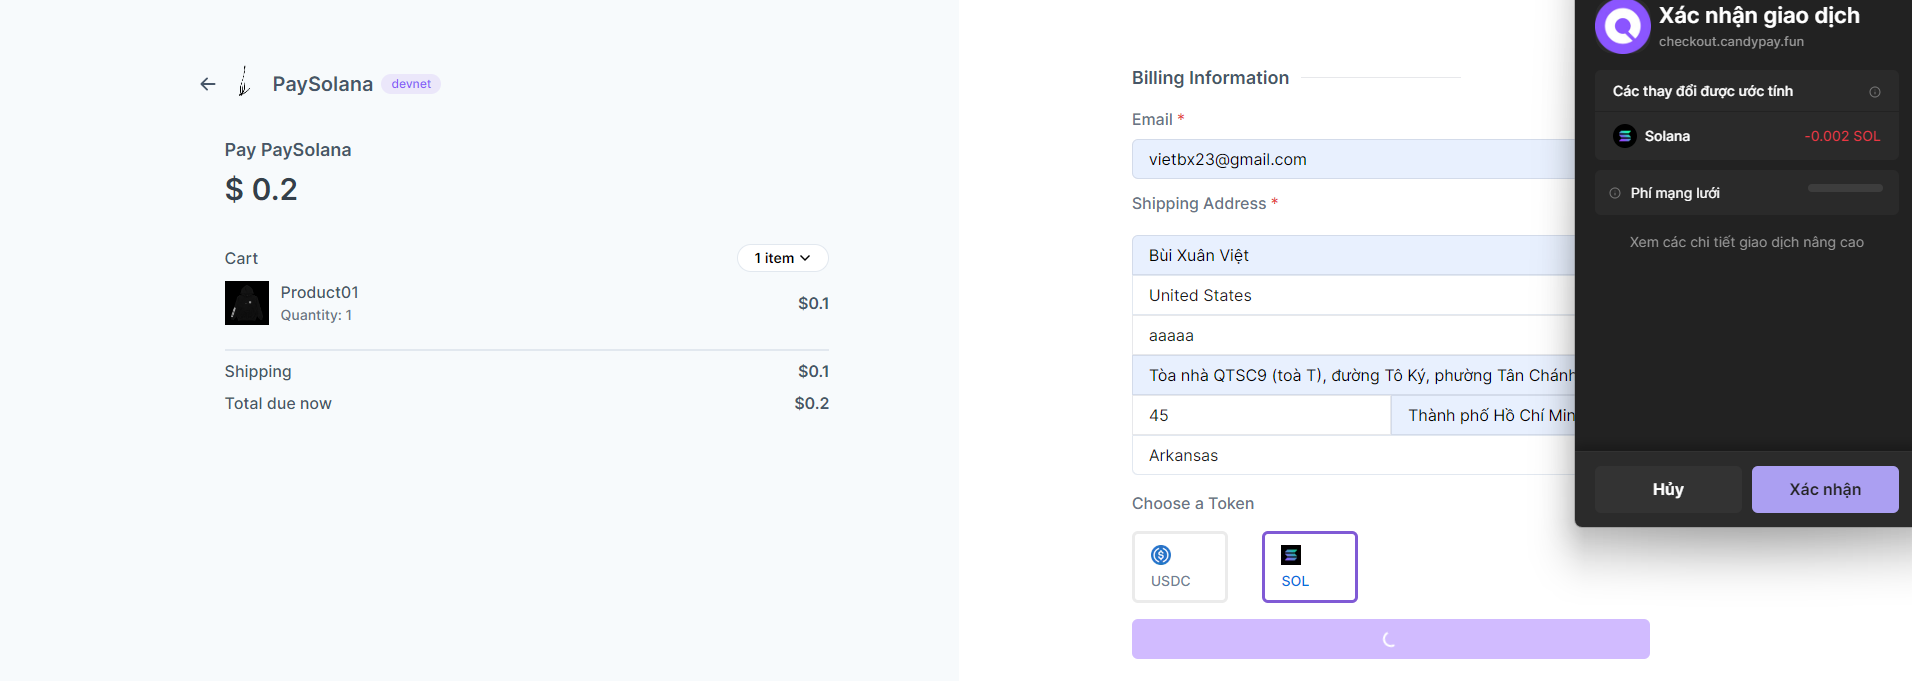 PaySolana devnet
Pay PaySolana
$ 0.2
Cart
1 item
Product01
Quantity: 1
$0.1
Shipping
$0.1
Total due now
$0.2
Billing Information
Email *
vietbx23@gmail.com
Shipping Address *
Bùi Xuân Việt
United States
aaaaa
Tòa nhà QTSC9 (toà T), đường Tô Ký, phường Tân Chánh
45
Thành phố Hồ Chí Min
Arkansas
Choose a Token
USDC
SOL
Xác nhận giao dịch
checkout.candypay.fun
Các thay đổi được ước tính
Solana
-0.002 SOL
Phí mạng lưới
Xem các chi tiết giao dịch nâng cao
Hủy
Xác nhận